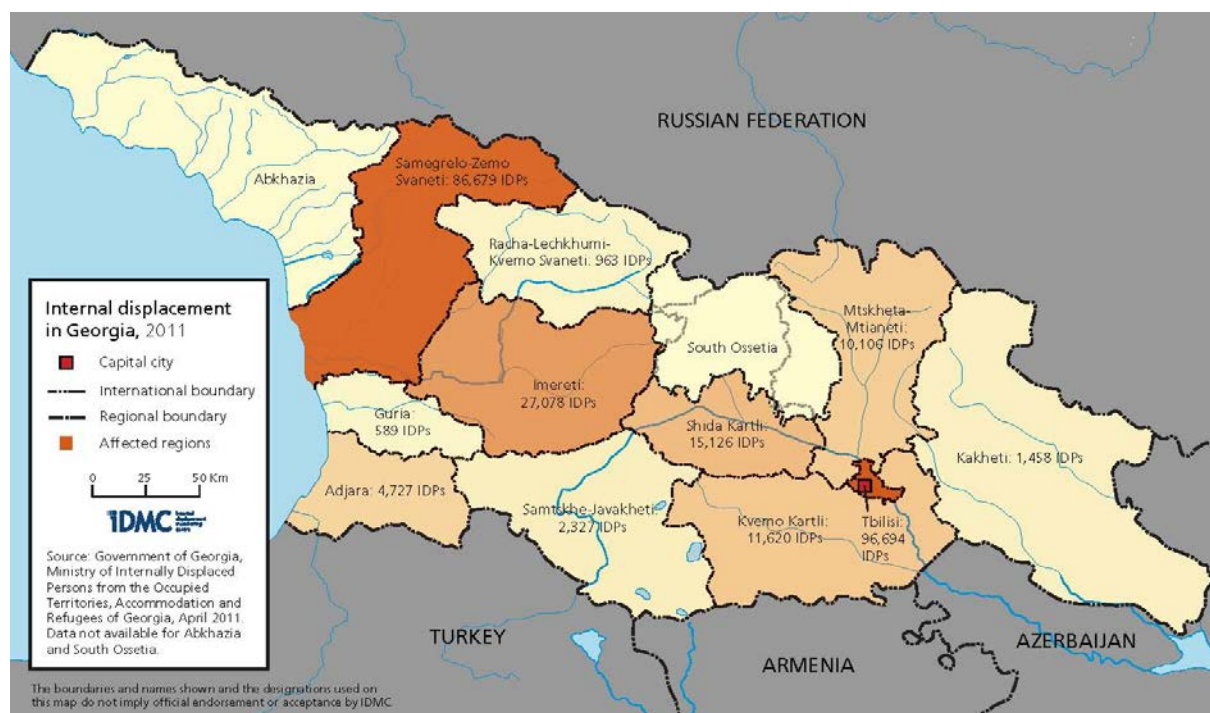 RUSSIAN FEDERATION
Abkhazia
Samegrelo-Zemo
Svaneti: 86,679 IDPs
Racha-Lechkhumi-
Kvemo Svaneti: 963 IDPs
Mtskheta-
Mtianeti:
10,106 IDPs
South Ossetia
Imereti:
27,078 IDPs
Guria:
589 IDPs
Shida Kartli:
15,126 IDPs
Kakheti: 1,458 IDPs
Adjara: 4,727 IDPs
Samtskhe-Javakheti:
2,327 IDPs
Kvemo Kartli:
11,620 IDPs
Tbilisi:
96,694
IDPs
TURKEY
ARMENIA
AZERBAIJAN
Internal displacement
in Georgia, 2011
Capital city
International boundary
Regional boundary
Affected regions
0 25 50 Km
iDMC
Source: Government of Georgia,
Ministry of Internally Displaced
Persons from the Occupied
Territories, Accommodation and
Refugees of Georgia, April 2011.
Data not available for Abkhazia
and South Ossetia.
The boundaries and names shown and the designations used on
this map do not imply official endorsement or acceptance by IDMC